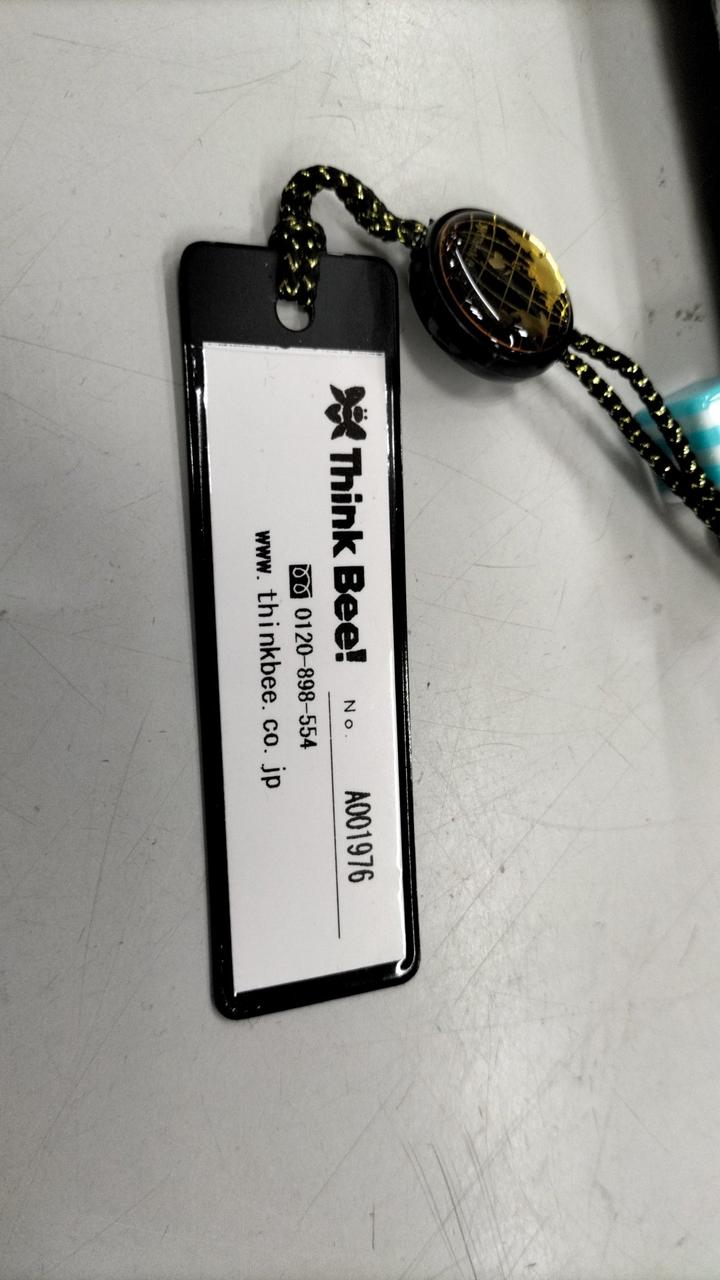 Think Bee!
No. A001976
0120-898-554
www.thinkbee.co.jp